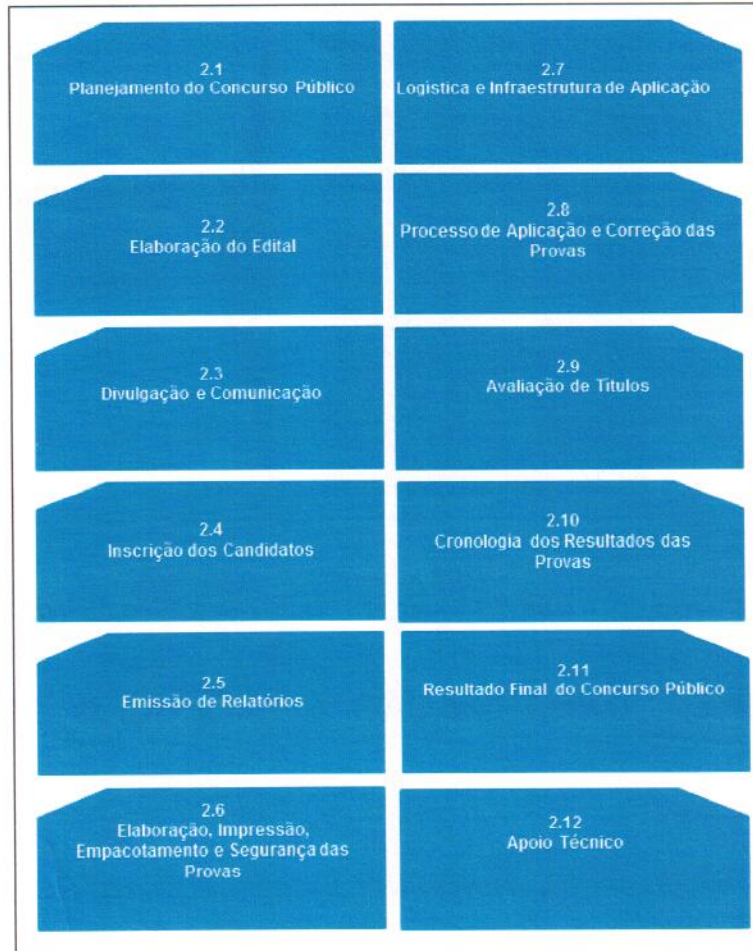 2.1
Planejamento do Concurso Público
2.2
Elaboração do Edital
2.3
Divulgação e Comunicação
2.4
Inscrição dos Candidatos
2.5
Emissão de Relatórios
2.6
Elaboração, Impressão,
Empacotamento e Segurança das
Provas
2.7
Logística e Infraestrutura de Aplicação
2.8
Processo de Aplicação e Correção das
Provas
2.9
Avaliação de Títulos
2.10
Cronologia dos Resultados das
Provas
2.11
Resultado Final do Concurso Público
2.12
Apoio Técnico